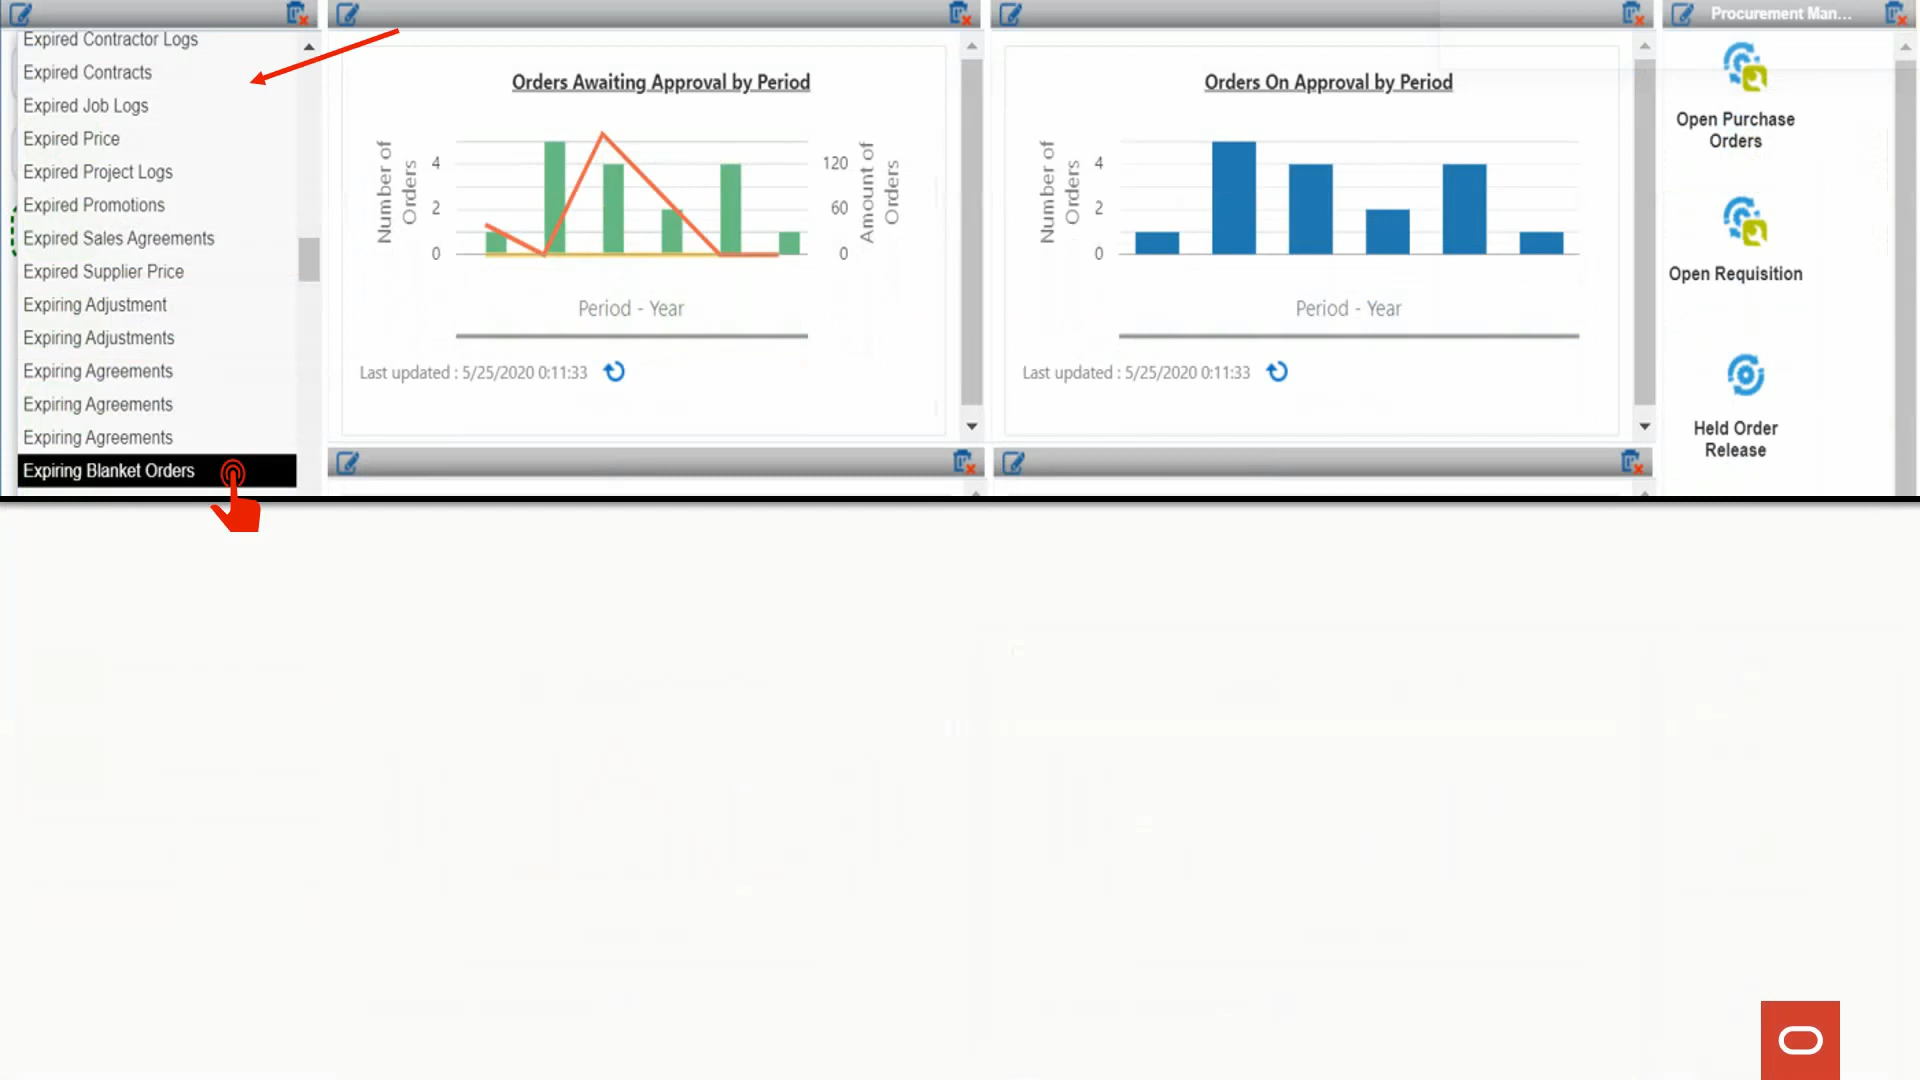 Expired Contractor Logs
Expired Contracts
Expired Job Logs
Expired Price
Expired Project Logs
Expired Promotions
Expired Sales Agreements
Expired Supplier Price
Expiring Adjustment
Expiring Adjustments
Expiring Agreements
Expiring Agreements
Expiring Agreements
Expiring Blanket Orders
Orders Awaiting Approval by Period
Number of
Orders
4
2
0
120
60
0
Amount of
Orders
Period - Year
Last updated : 5/25/2020 0:11:33
Orders On Approval by Period
Number of
Orders
4
2
0
Period - Year
Last updated : 5/25/2020 0:11:33
Procurement Man...
Open Purchase
Orders
Open Requisition
Held Order
Release